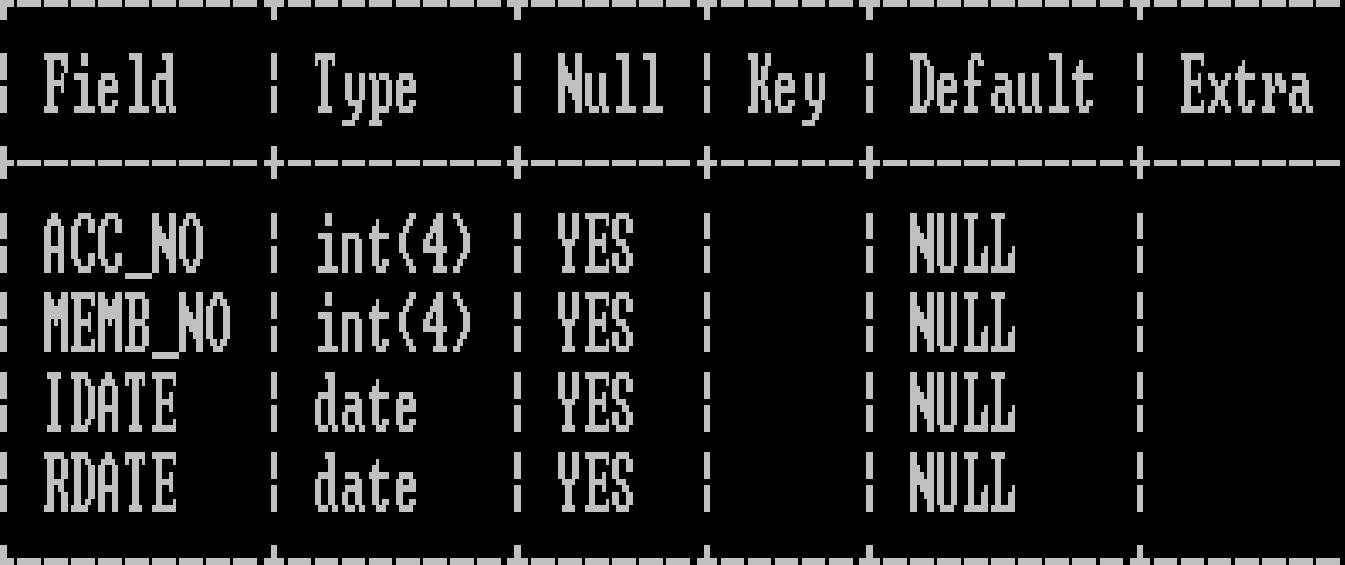 Field | Type | Null | Key | Default | Extra
ACC_NO | int(4) | YES | | NULL |
MEMB_NO | int(4) | YES | | NULL |
IDATE | date | YES | | NULL |
RDATE | date | YES | | NULL |